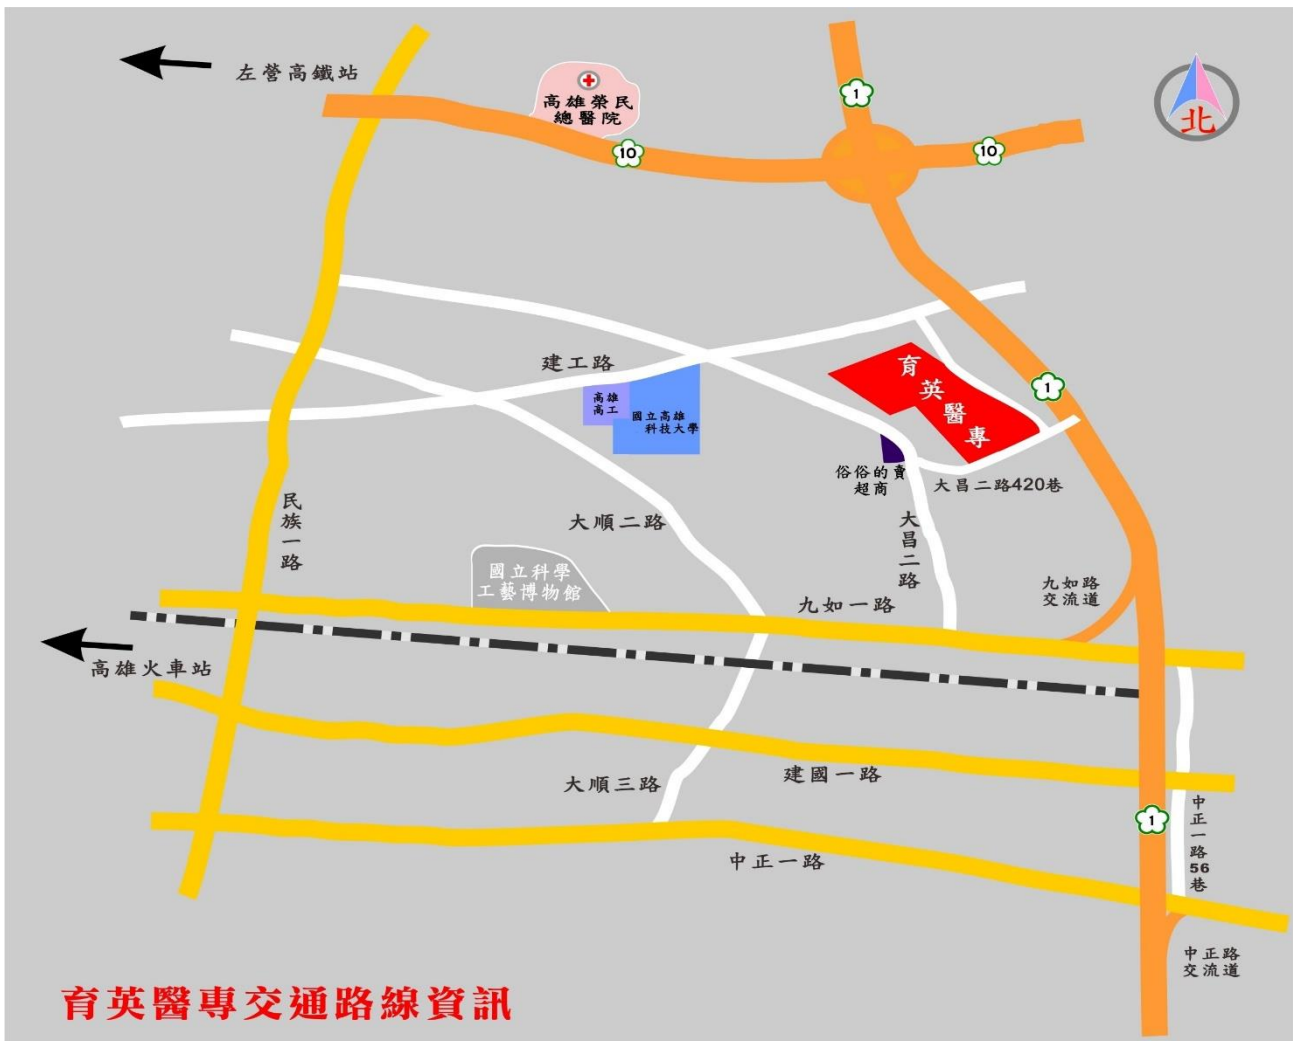 左營高鐵站
高雄榮民
總醫院
1
10
10
北
建工路
高雄
高工
國立高雄
科技大學
育英醫專
1
俗俗的賣
超商
大昌二路420巷
民族一路
大順二路
大昌二路
國立科學
工藝博物館
九如一路
九如路
交流道
高雄火車站
大順三路
建國一路
中正一路56巷
1
中正一路
中正路
交流道
育英醫專交通路線資訊